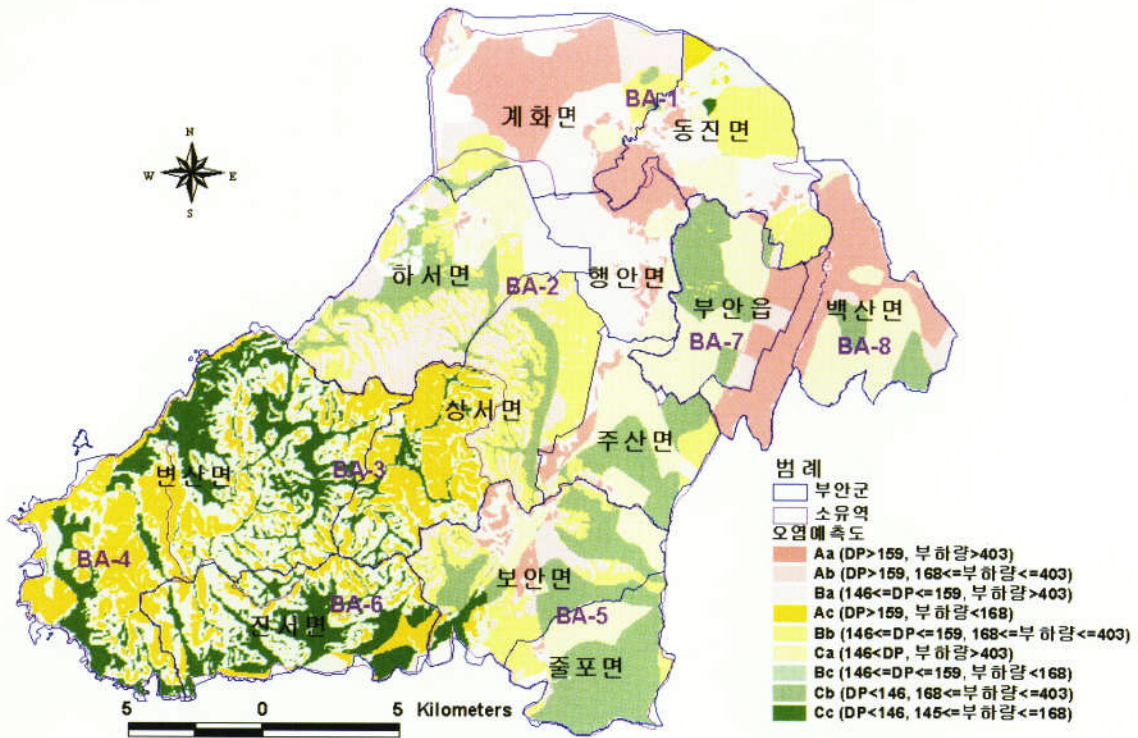 계화면
BA-1
동진면
N
W E
S
하서면
BA-2
행안면
부안읍
BA-7
백산면
BA-8
상서면
주산면
변산면
BA-3
BA-4
보안면
BA-6
진서면
BA-5
줄포면
5 0 5 Kilometers
범 례
부안군
소유역
오염예측도
Aa (DP>159, 부하량>403)
Ab (DP>159, 168<=부하량<=403)
Ba (146<=DP<=159, 부하량>403)
Ac (DP>159, 부하량<168)
Bb (146<=DP<=159, 168<=부하량<=403)
Ca (146<DP, 부하량>403)
Bc (146<=DP<=159, 부하량<168)
Cb (DP<146, 168<=부하량<=403)
Cc (DP<146, 145<=부하량<=168)